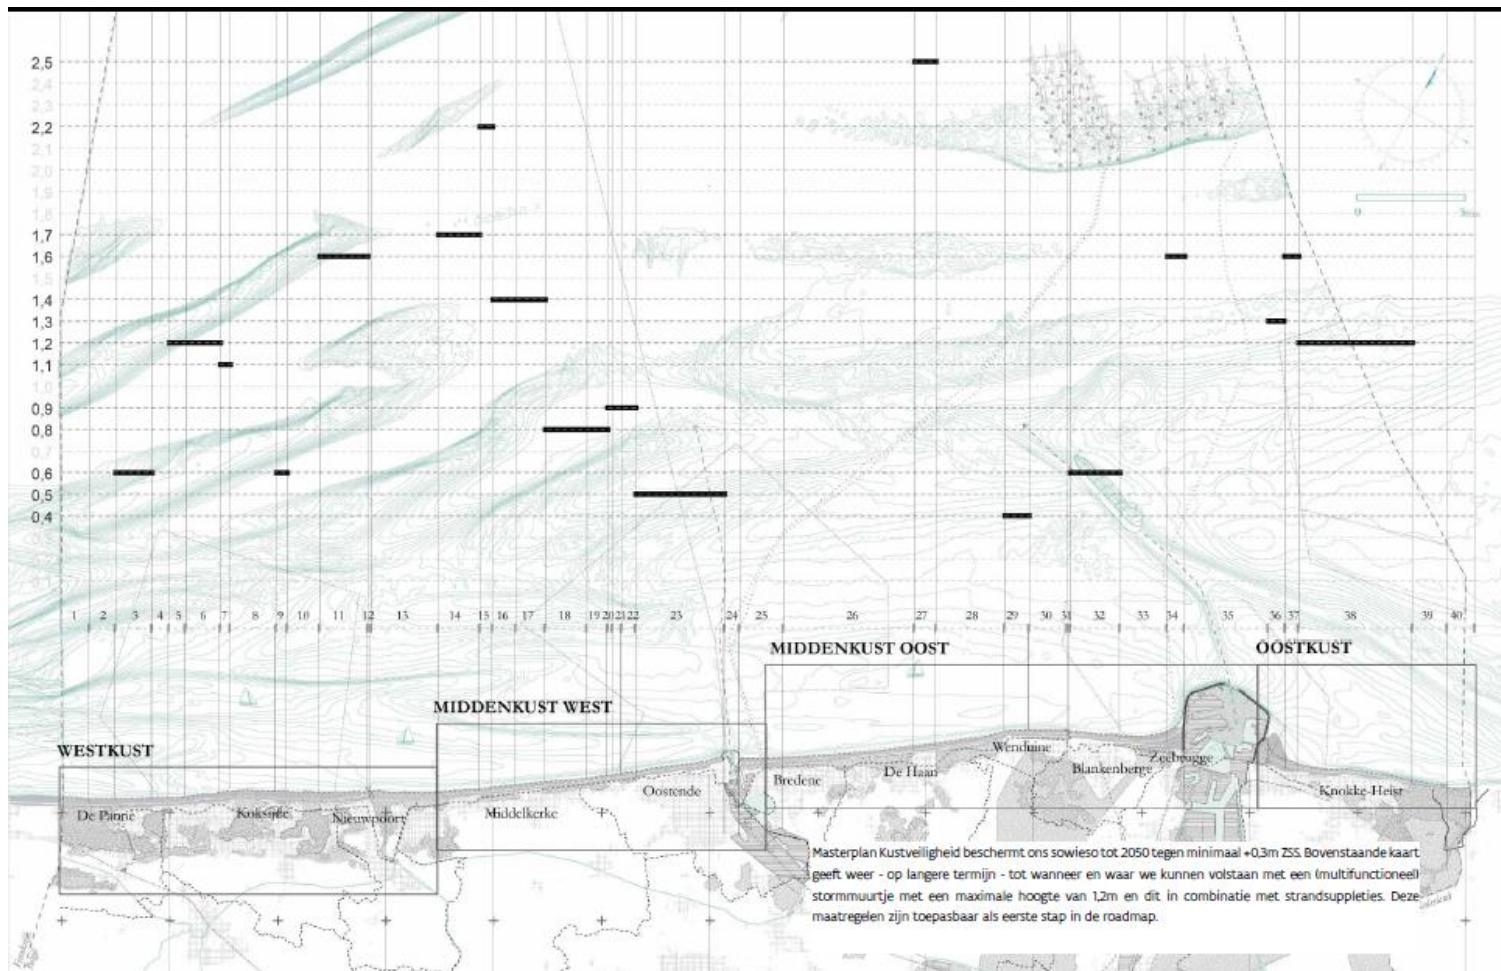 2,5
2,4
2,3
2,2
2,1
2,0
1,9
1,8
1,7
1,6
1,5
1,4
1,3
1,2
1,1
1,0
0,9
0,8
0,7
0,6
0,5
0,4
0
1 2 3 4 5 6 7 8 9 10 11 12 13 14 15 16 17 18 19 20 21 22 23 24 25 26 27 28 29 30 31 32 33 34 35 36 37 38 39 40
MIDDENKUST OOST
OOSTKUST
MIDDENKUST WEST
WESTKUST
Wenduine
Zeebrugge
Blankenberge
De Haan
Bredene
Oostende
Knokke-Heist
De Panne
Koksijde
Nieuwpoort
Middelkerke
Masterplan Kustveiligheid beschermt ons sowieso tot 2050 tegen minimaal +0,3m ZSS. Bovenstaande kaart
geeft weer - op langere termijn - tot wanneer en waar we kunnen volstaan met een (multifunctioneel)
stormmuurtje met een maximale hoogte van 1,2m en dit in combinatie met strandsuppleties. Deze
maatregelen zijn toepasbaar als eerste stap in de roadmap.